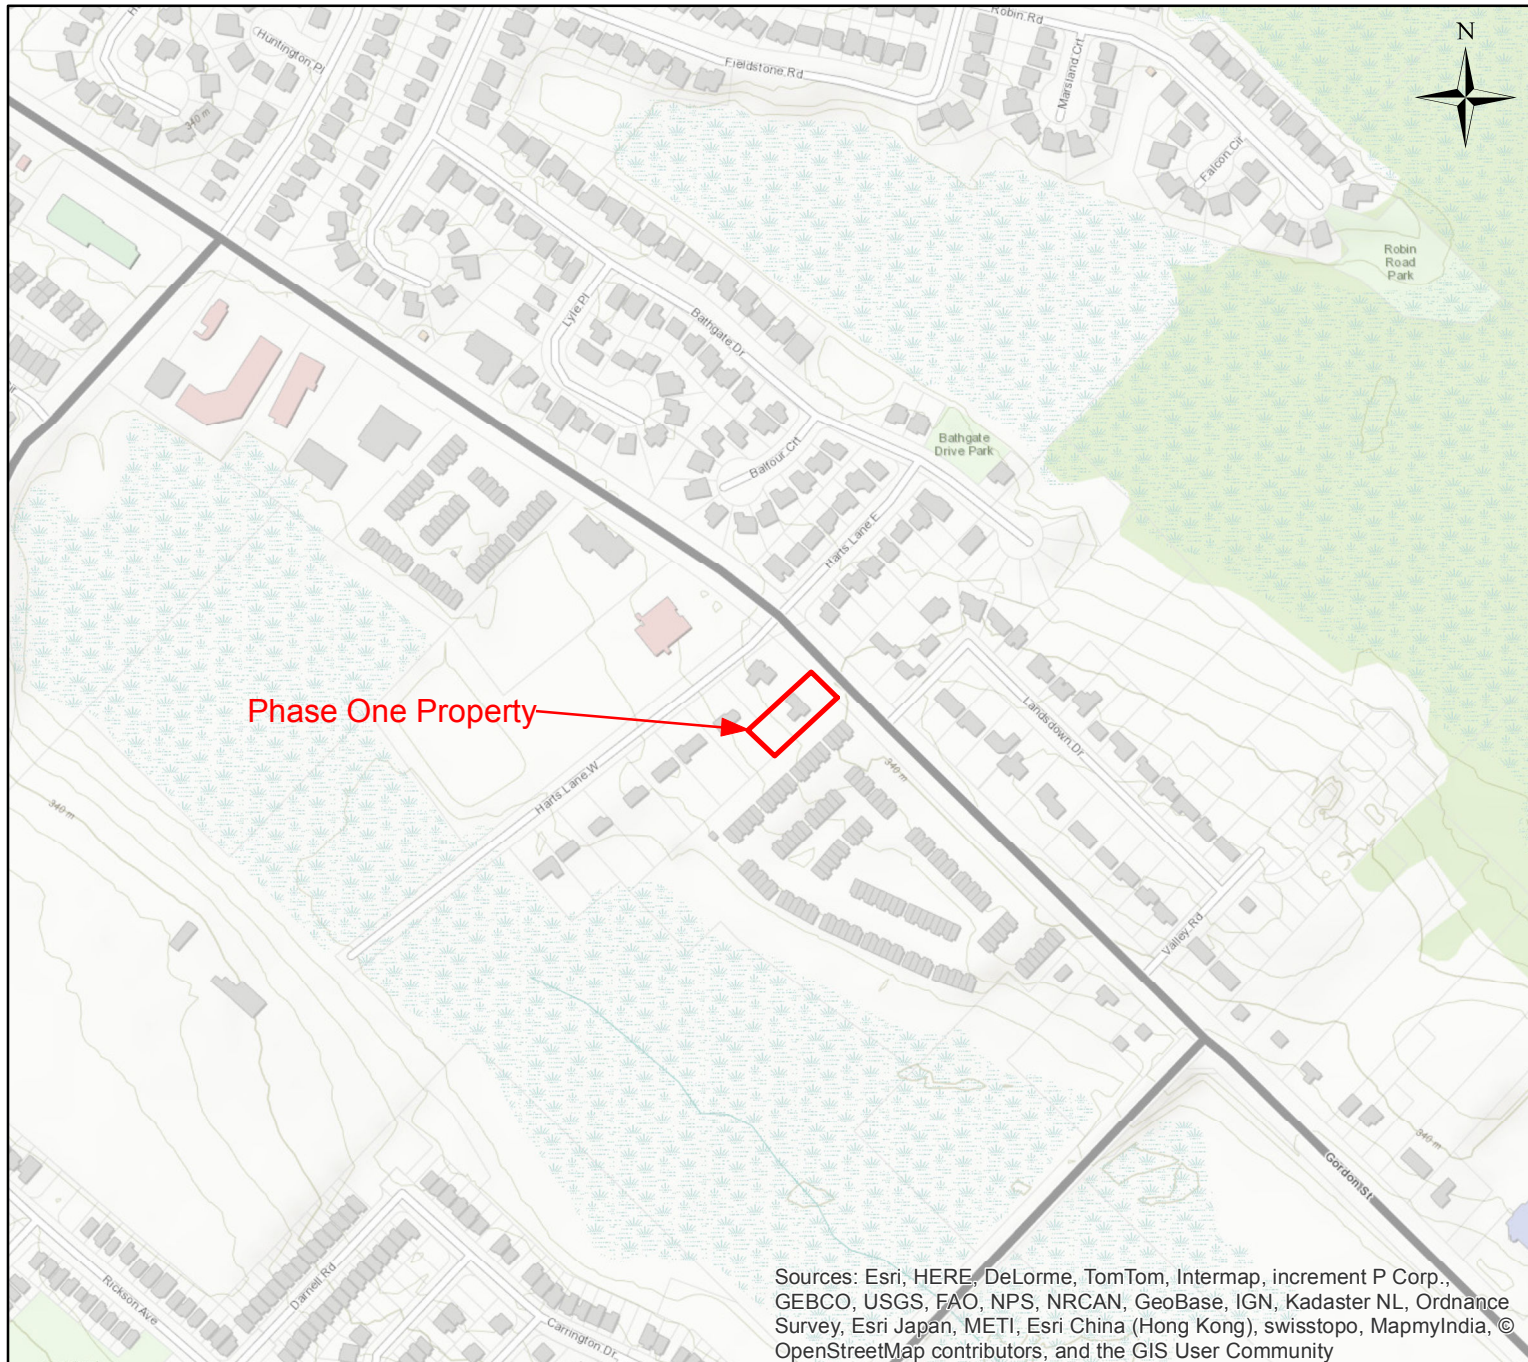 Robin Rd
N
Huntington Pl
Fieldstone Rd
Marsland Crt
340 m
Falcon Cir
Robin
Road
Park
Lyle Pl
Bathgate Dr
Bathgate
Drive Park
Balfour Crt
Harts Lane E
Phase One Property
Landsdown Dr
340 m
Harts Lane W
340 m
Valley Rd
340 m
Gordon St
Darnell Rd
Rickson Ave
Carrington Dr
Sources: Esri, HERE, DeLorme, TomTom, Intermap, increment P Corp.,
GEBCO, USGS, FAO, NPS, NRCAN, GeoBase, IGN, Kadaster NL, Ordnance
Survey, Esri Japan, METI, Esri China (Hong Kong), swisstopo, MapmyIndia, ©
OpenStreetMap contributors, and the GIS User Community